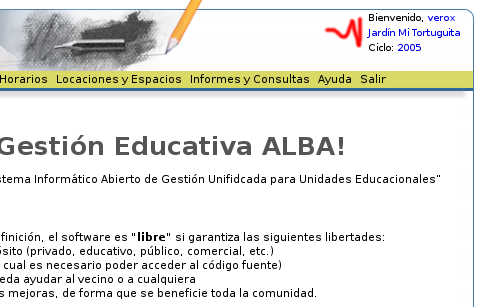 Bienvenido, verox
Jardín Mi Tortuguita
Ciclo: 2005
Horarios Locaciones y Espacios Informes y Consultas Ayuda Salir
Gestión Educativa ALBA!
stema Informático Abierto de Gestión Unifidcada para Unidades Educacionales"
finición, el software es "libre" si garantiza las siguientes libertades:
ósito (privado, educativo, público, comercial, etc.)
cual es necesario poder acceder al código fuente)
eda ayudar al vecino o a cualquiera
s mejoras, de forma que se beneficie toda la comunidad.